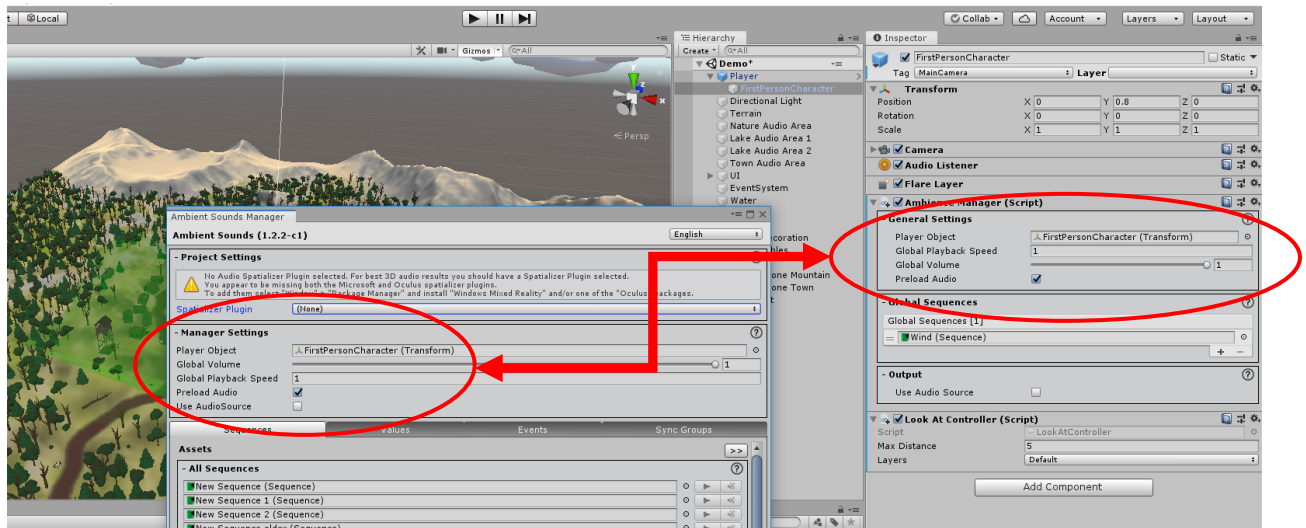 t Local Collab Account Layers Layout
Gizmos All
Persp
y x z
Hierarchy
Create All
Demo*
Player
FirstPersonCharacter
Directional Light
Terrain
Nature Audio Area
Lake Audio Area 1
Lake Audio Area 2
Town Audio Area
UI
EventSystem
Water
coration
bles
one Mountain
one Town
t
Ambient Sounds Manager
Ambient Sounds (1.2.2-c1) English
- Project Settings
No Audio Spatializer Plugin selected. For best 3D audio results you should have a Spatializer Plugin selected.
You appear to be missing both the Microsoft and Oculus spatializer plugins.
To add them select "Window" > "Package Manager" and install "Windows Mixed Reality" and/or one of the "Oculus" packages.
Spatializer Plugin (None)
- Manager Settings ?
Player Object FirstPersonCharacter (Transform)
Global Volume 1
Global Playback Speed 1
Preload Audio
Use AudioSource
Sequences Values Events Sync Groups
Assets >>
- All Sequences ?
New Sequence (Sequence)
New Sequence 1 (Sequence)
New Sequence 2 (Sequence)
New Sequence older (Sequence)
Inspector
FirstPersonCharacter Static
Tag MainCamera Layer
Transform
Position X 0 Y 0.8 Z 0
Rotation X 0 Y 0 Z 0
Scale X 1 Y 1 Z 1
Camera
Audio Listener
Flare Layer
Ambience Manager (Script)
- General Settings ?
Player Object FirstPersonCharacter (Transform)
Global Playback Speed 1
Global Volume 1
Preload Audio
- Global Sequences ?
Global Sequences [1]
= Wind (Sequence)
+ −
- Output ?
Use Audio Source
Look At Controller (Script)
Script LookAtController
Max Distance 5
Layers Default
Add Component